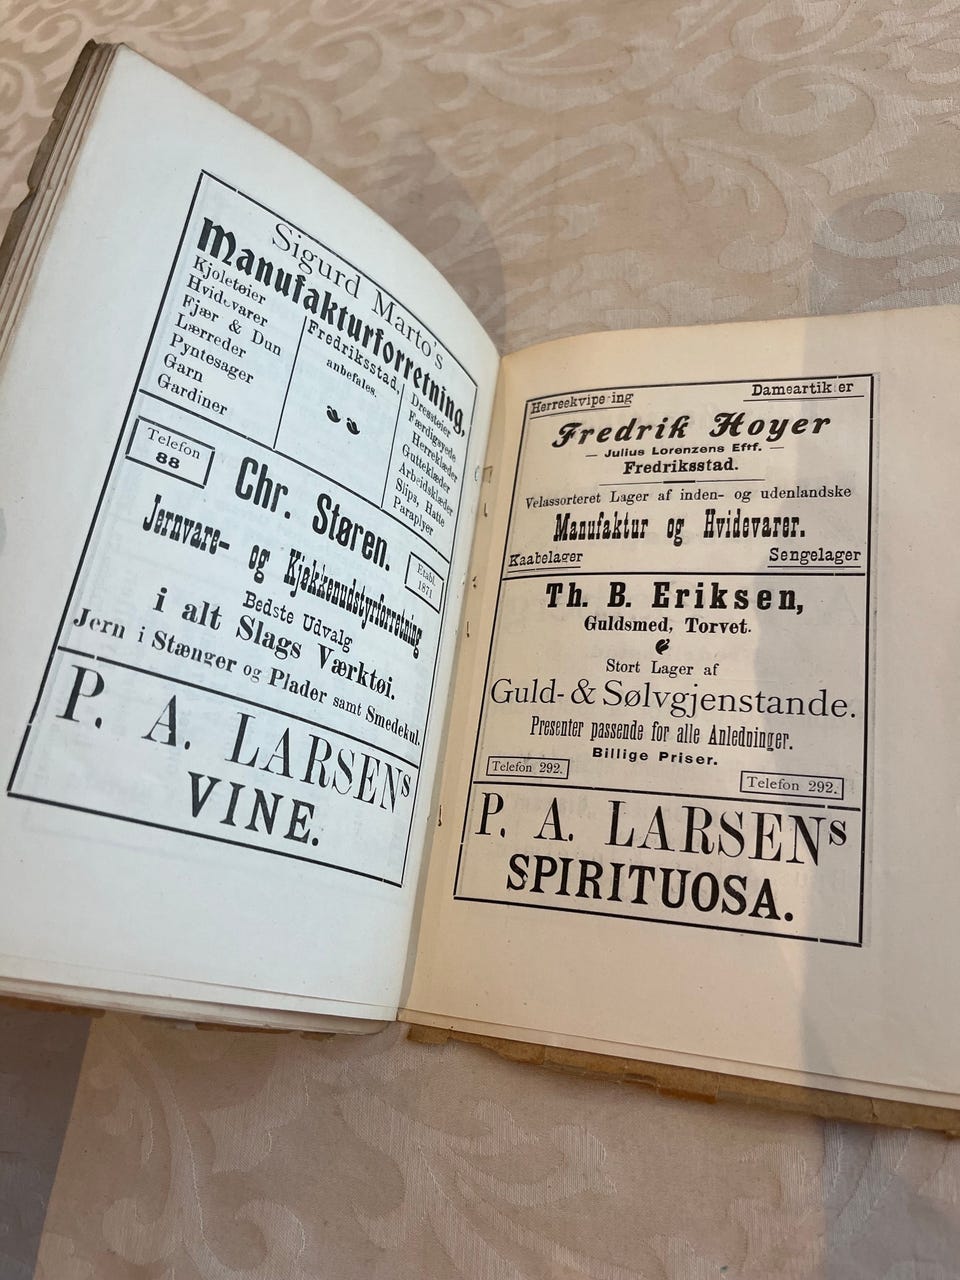 Sigurd Marto's
Manufakturforretning,
Kjoletøier
Hvidevarer
Fjær & Dun
Lærreder
Pyntesager
Garn
Gardiner
Fredriksstad,
anbefales.
Dresstøier
Færdigsyede
Herreklæder
Gutteklæder
Arbeidsklæder
Slips, Hatte
Paraplyer
Telefon
88
Chr. Støren.
Etabl.
1871
Jernvare- og Kjøkkenudstyrforretning
Bedste Udvalg
i alt Slags Værktøi.
Jern i Stænger og Plader samt Smedekul.
P. A. LARSENs
VINE.
Herreekvipe ing
Dameartik er
Fredrik Hoyer
— Julius Lorenzens Eftf. —
Fredriksstad.
Velassorteret Lager af inden- og udenlandske
Manufaktur og Hvidevarer.
Kaabelager
Sengelager
Th. B. Eriksen,
Guldsmed, Torvet.
Stort Lager af
Guld- & Sølvgjenstande.
Presenter passende for alle Anledninger.
Billige Priser.
Telefon 292.
Telefon 292.
P. A. LARSENs
SPIRITUOSA.